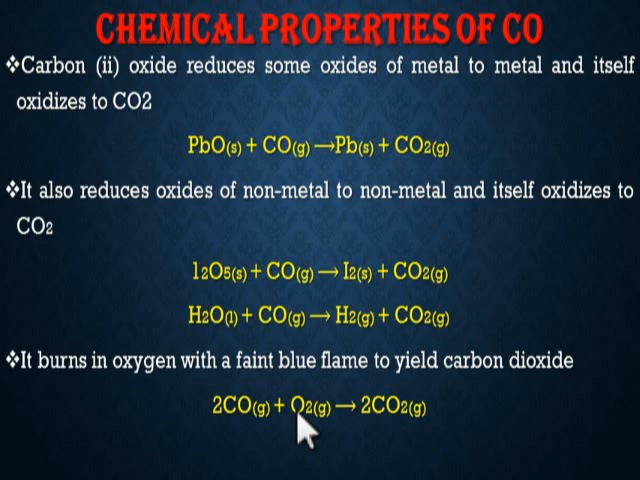 CHEMICAL PROPERTIES OF CO
❖Carbon (ii) oxide reduces some oxides of metal to metal and itself
oxidizes to CO2
PbO(s) + CO(g) ⟶Pb(s) + CO2(g)
❖It also reduces oxides of non-metal to non-metal and itself oxidizes to
CO2
12O5(s) + CO(g) ⟶ I2(s) + CO2(g)
H2O(l) + CO(g) ⟶ H2(g) + CO2(g)
❖It burns in oxygen with a faint blue flame to yield carbon dioxide
2CO(g) + O2(g) ⟶ 2CO2(g)